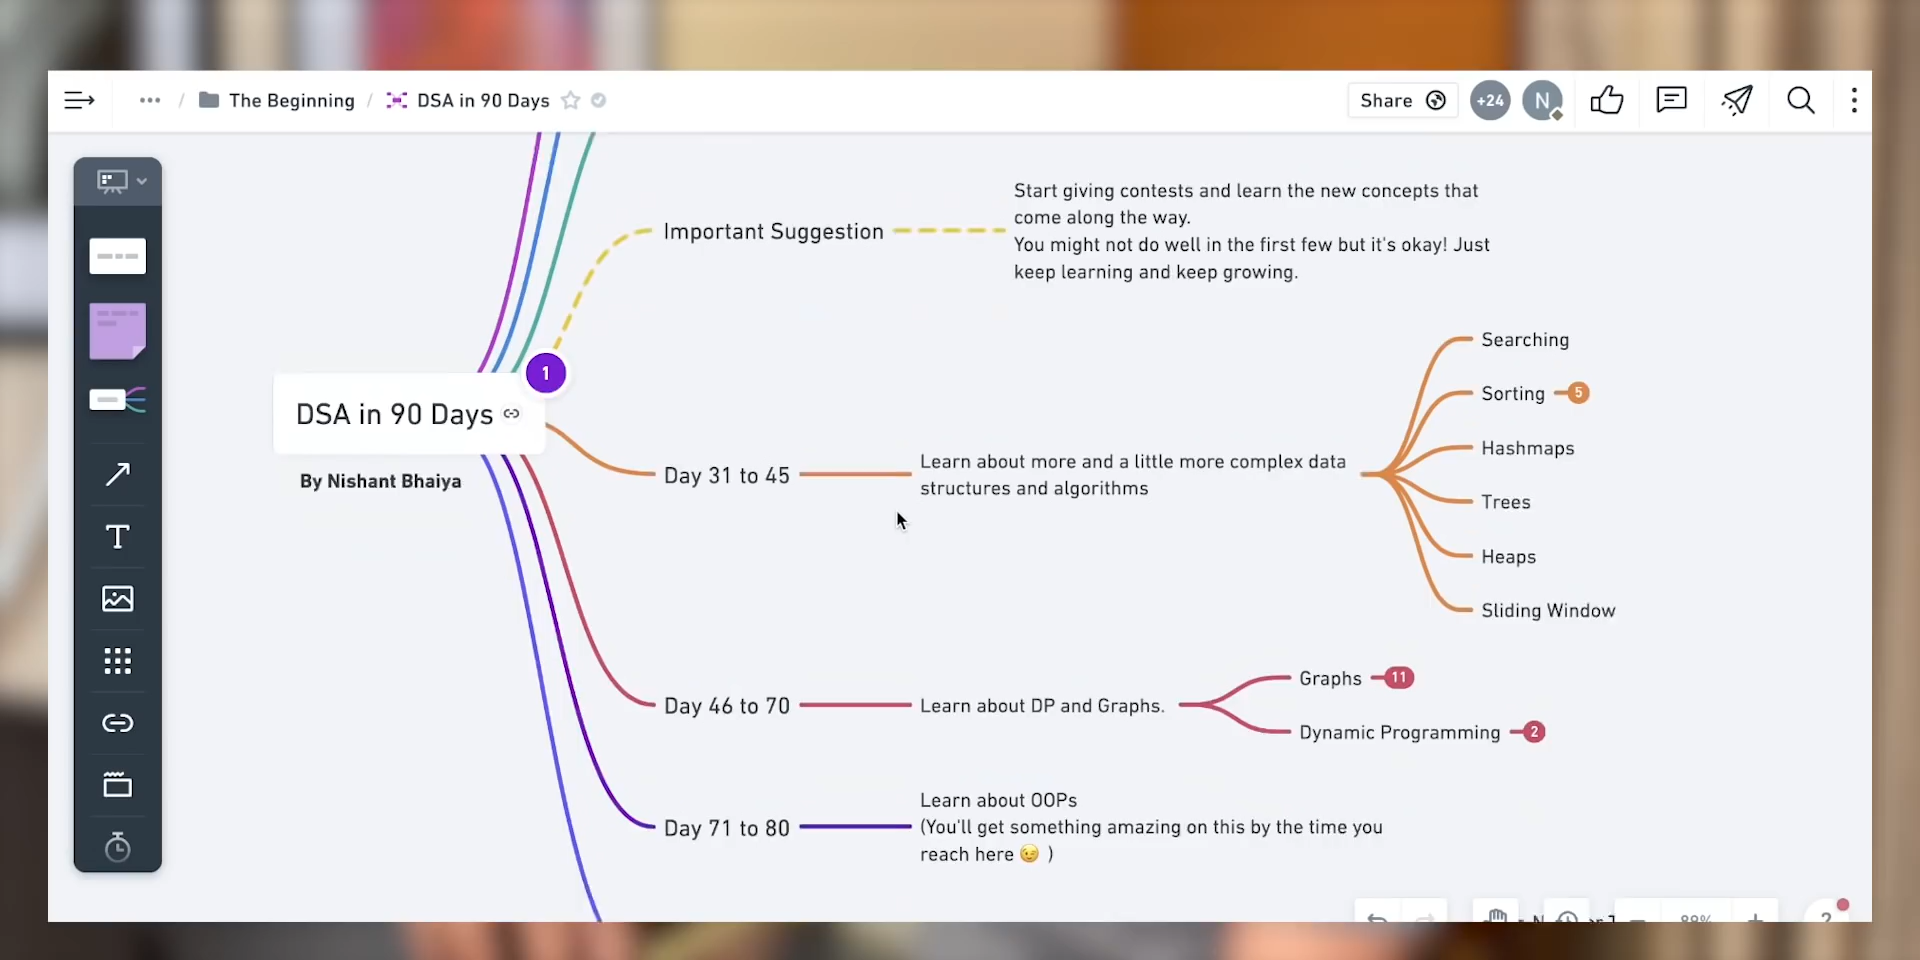 ... / The Beginning / DSA in 90 Days
Share +24 N
Important Suggestion
Start giving contests and learn the new concepts that
come along the way.
You might not do well in the first few but it's okay! Just
keep learning and keep growing.
1
DSA in 90 Days
By Nishant Bhaiya
Day 31 to 45
Learn about more and a little more complex data
structures and algorithms
Searching
Sorting 5
Hashmaps
Trees
Heaps
Sliding Window
Day 46 to 70
Learn about DP and Graphs.
Graphs 11
Dynamic Programming 2
Day 71 to 80
Learn about OOPs
(You'll get something amazing on this by the time you
reach here 😉 )
T
88%
?